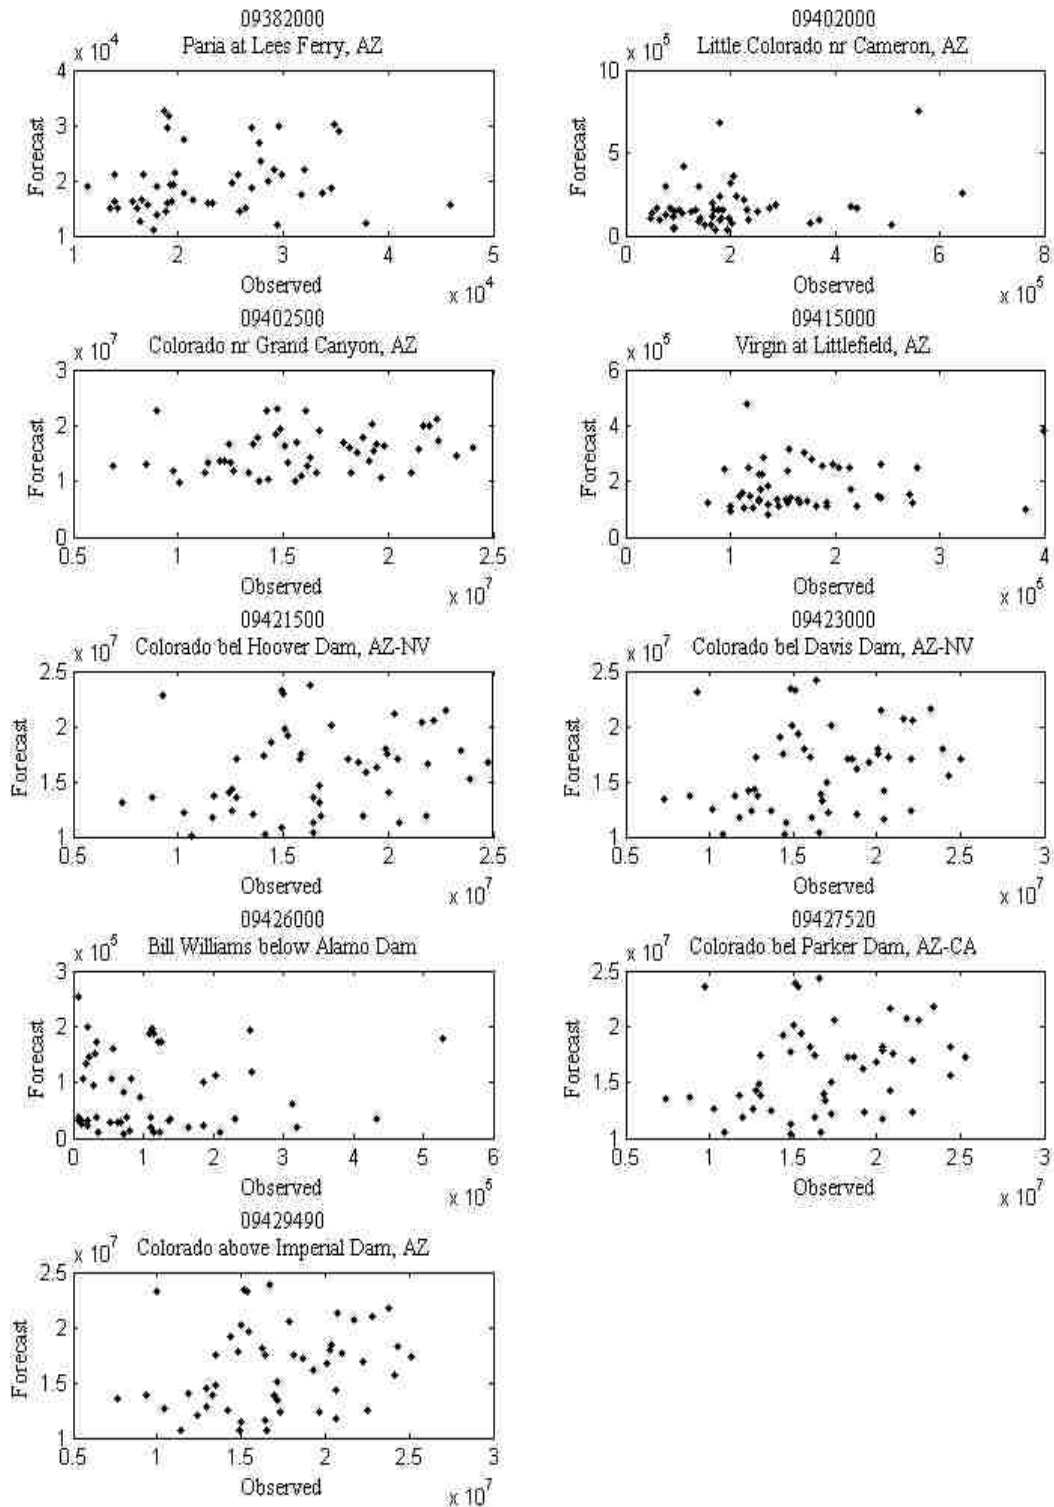 09382000
Paria at Lees Ferry, AZ
x 10^4
4
3
2
1
Forecast
1 2 3 4 5
Observed
x 10^4
09402000
Little Colorado nr Cameron, AZ
x 10^5
10
5
0
Forecast
0 2 4 6 8
Observed
x 10^5
09402500
Colorado nr Grand Canyon, AZ
x 10^7
3
2
1
0
Forecast
0.5 1 1.5 2 2.5
Observed
x 10^7
09415000
Virgin at Littlefield, AZ
x 10^5
6
4
2
0
Forecast
0 1 2 3 4
Observed
x 10^5
09421500
Colorado bel Hoover Dam, AZ-NV
x 10^7
2.5
2
1.5
1
Forecast
0.5 1 1.5 2 2.5
Observed
x 10^7
09423000
Colorado bel Davis Dam, AZ-NV
x 10^7
2.5
2
1.5
1
Forecast
0.5 1 1.5 2 2.5 3
Observed
x 10^7
09426000
Bill Williams below Alamo Dam
x 10^5
3
2
1
0
Forecast
0 1 2 3 4 5 6
Observed
x 10^5
09427520
Colorado bel Parker Dam, AZ-CA
x 10^7
2.5
2
1.5
1
Forecast
0.5 1 1.5 2 2.5 3
Observed
x 10^7
09429490
Colorado above Imperial Dam, AZ
x 10^7
2.5
2
1.5
1
Forecast
0.5 1 1.5 2 2.5 3
Observed
x 10^7